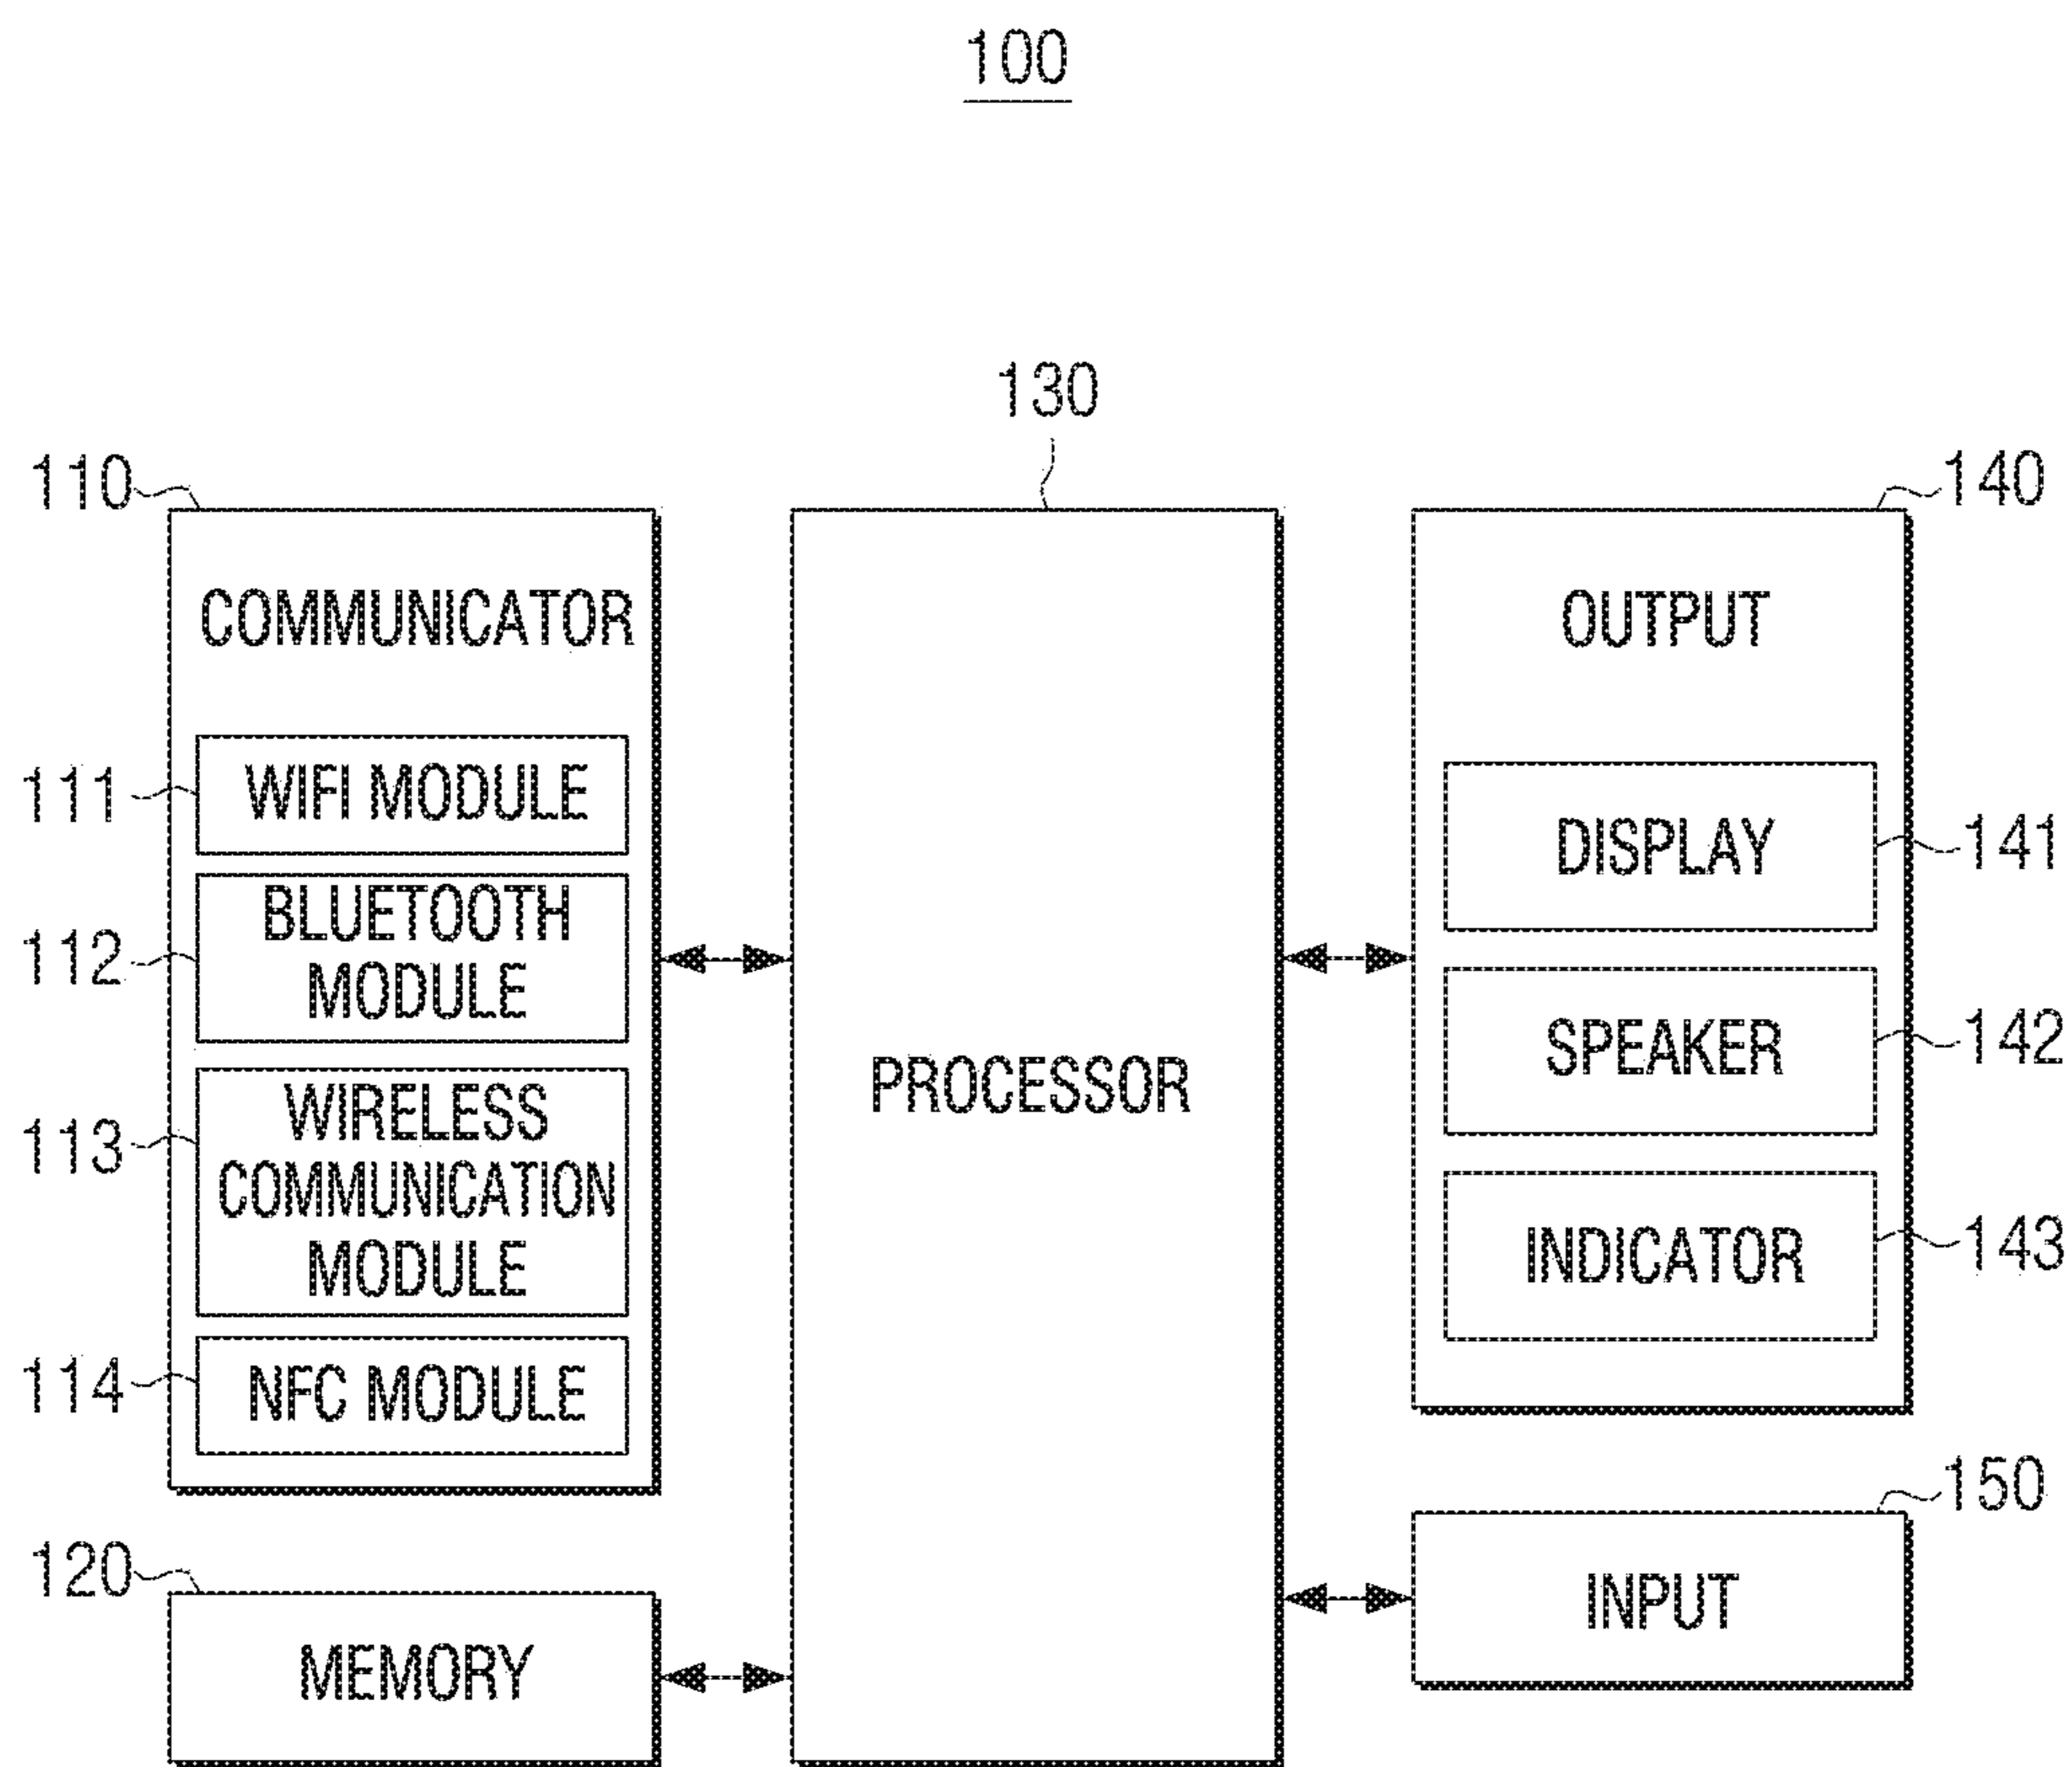 100
130
110
COMMUNICATOR
111
WIFI MODULE
112
BLUETOOTH
MODULE
113
WIRELESS
COMMUNICATION
MODULE
114
NFC MODULE
120
MEMORY
PROCESSOR
140
OUTPUT
DISPLAY
141
SPEAKER
142
INDICATOR
143
150
INPUT